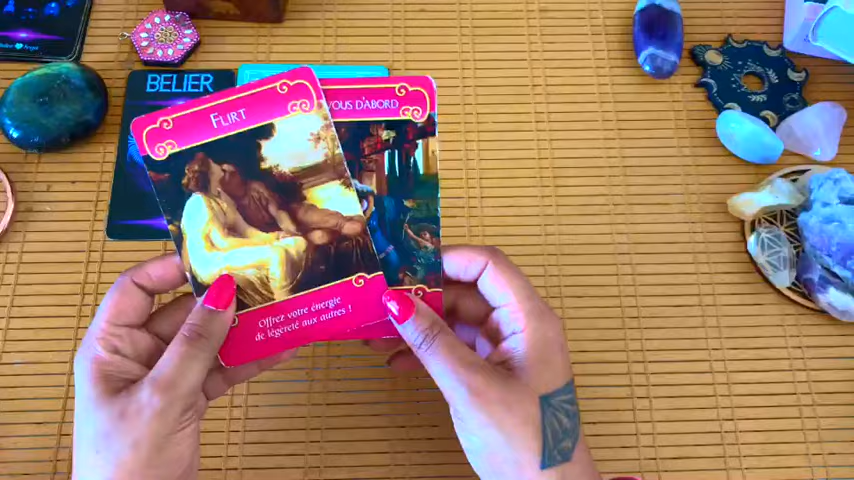 BELIER
FLIRT
VOUS D'ABORD
Offrez votre énergie
de légèreté aux autres !